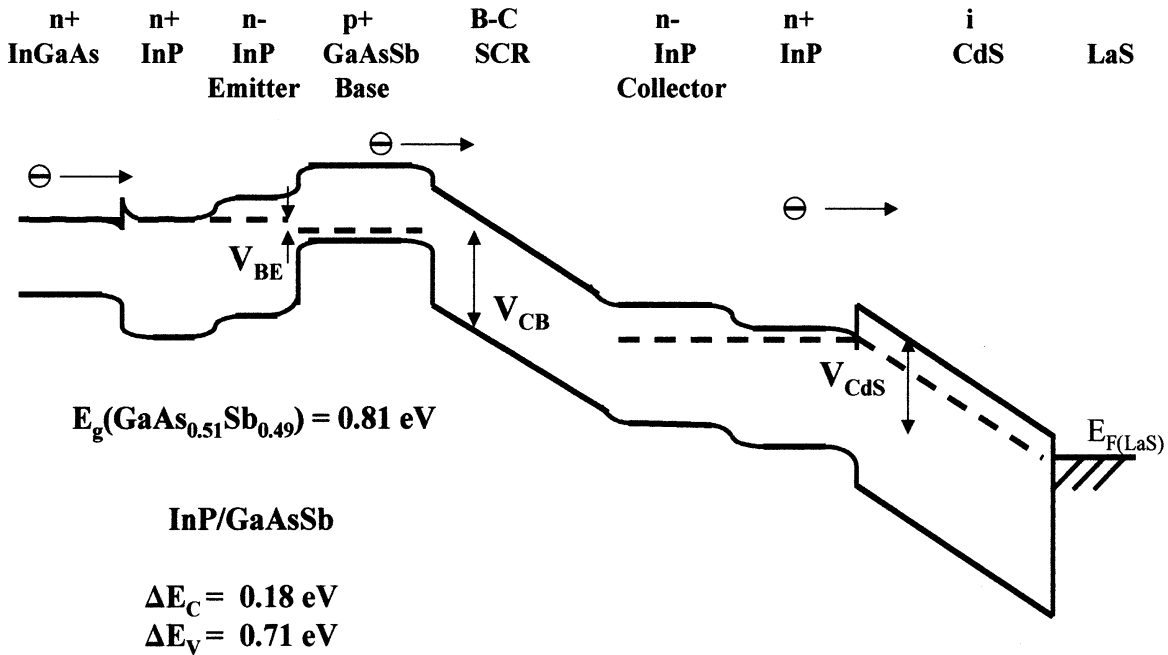 n+ n+ n- p+ B-C n- n+ i
InGaAs InP InP GaAsSb SCR InP InP CdS LaS
Emitter Base Collector
V_BE
V_CB
V_CdS
E_g(GaAs_0.51Sb_0.49) = 0.81 eV
E_F(LaS)
InP/GaAsSb
ΔE_C = 0.18 eV
ΔE_V = 0.71 eV